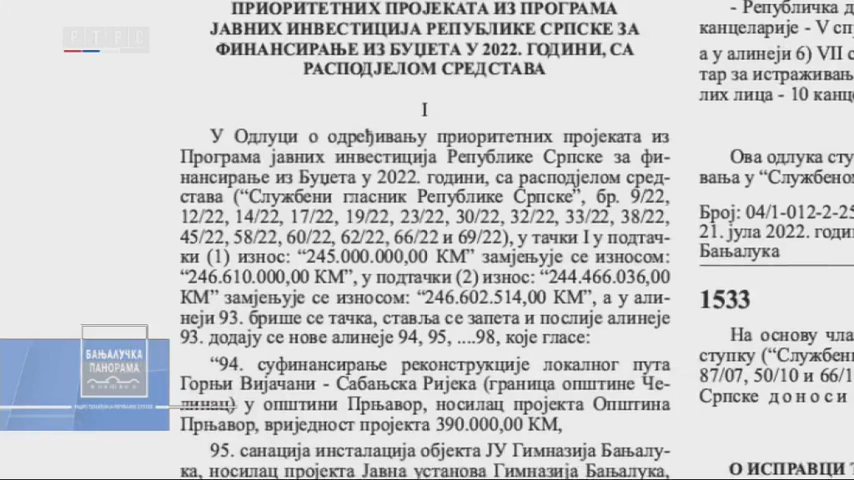 РТРС
ПРИОРИТЕТНИХ ПРОЈЕКАТА ИЗ ПРОГРАМА
ЈАВНИХ ИНВЕСТИЦИЈА РЕПУБЛИКЕ СРПСКЕ ЗА
ФИНАНСИРАЊЕ ИЗ БУЏЕТА У 2022. ГОДИНИ, СА
РАСПОДЈЕЛОМ СРЕДСТАВА
I
У Одлуци о одређивању приоритетних пројеката из
Програма јавних инвестиција Републике Српске за фи-
нансирање из Буџета у 2022. години, са расподјелом сред-
става (“Службени гласник Републике Српске”, бр. 9/22,
12/22, 14/22, 17/22, 19/22, 23/22, 30/22, 32/22, 33/22, 38/22,
45/22, 58/22, 60/22, 62/22, 66/22 и 69/22), у тачки I у подтач-
ки (1) износ: “245.000.000,00 КМ” замјењује се износом:
“246.610.000,00 КМ”, у подтачки (2) износ: “244.466.036,00
КМ” замјењује се износом: “246.602.514,00 КМ”, а у али-
неји 93. брише се тачка, ставља се запета и послије алинеје
93. додају се нове алинеје 94, 95, ....98, које гласе:
“94. суфинансирање реконструкције локалног пута
Горњи Вијачани - Сабањска Ријека (граница општине Че-
линац) у општини Прњавор, носилац пројекта Општина
Прњавор, вриједност пројекта 390.000,00 КМ,
95. санација инсталација објекта ЈУ Гимназија Бањалу-
ка, носилац пројекта Јавна установа Гимназија Бањалука,
- Републичка д
канцеларије - V сп
а у алинеји 6) VII с
тар за истраживањ
лих лица - 10 канце
Ова одлука сту
вања у “Службеном
Број: 04/1-012-2-25
21. јула 2022. годин
Бањалука
1533
На основу чла
ступку (“Службени
87/07, 50/10 и 66/1
Српске д о н о с и
О ИСПРАВЦИ Т
БАЊАЛУЧКА
ПАНОРАМА